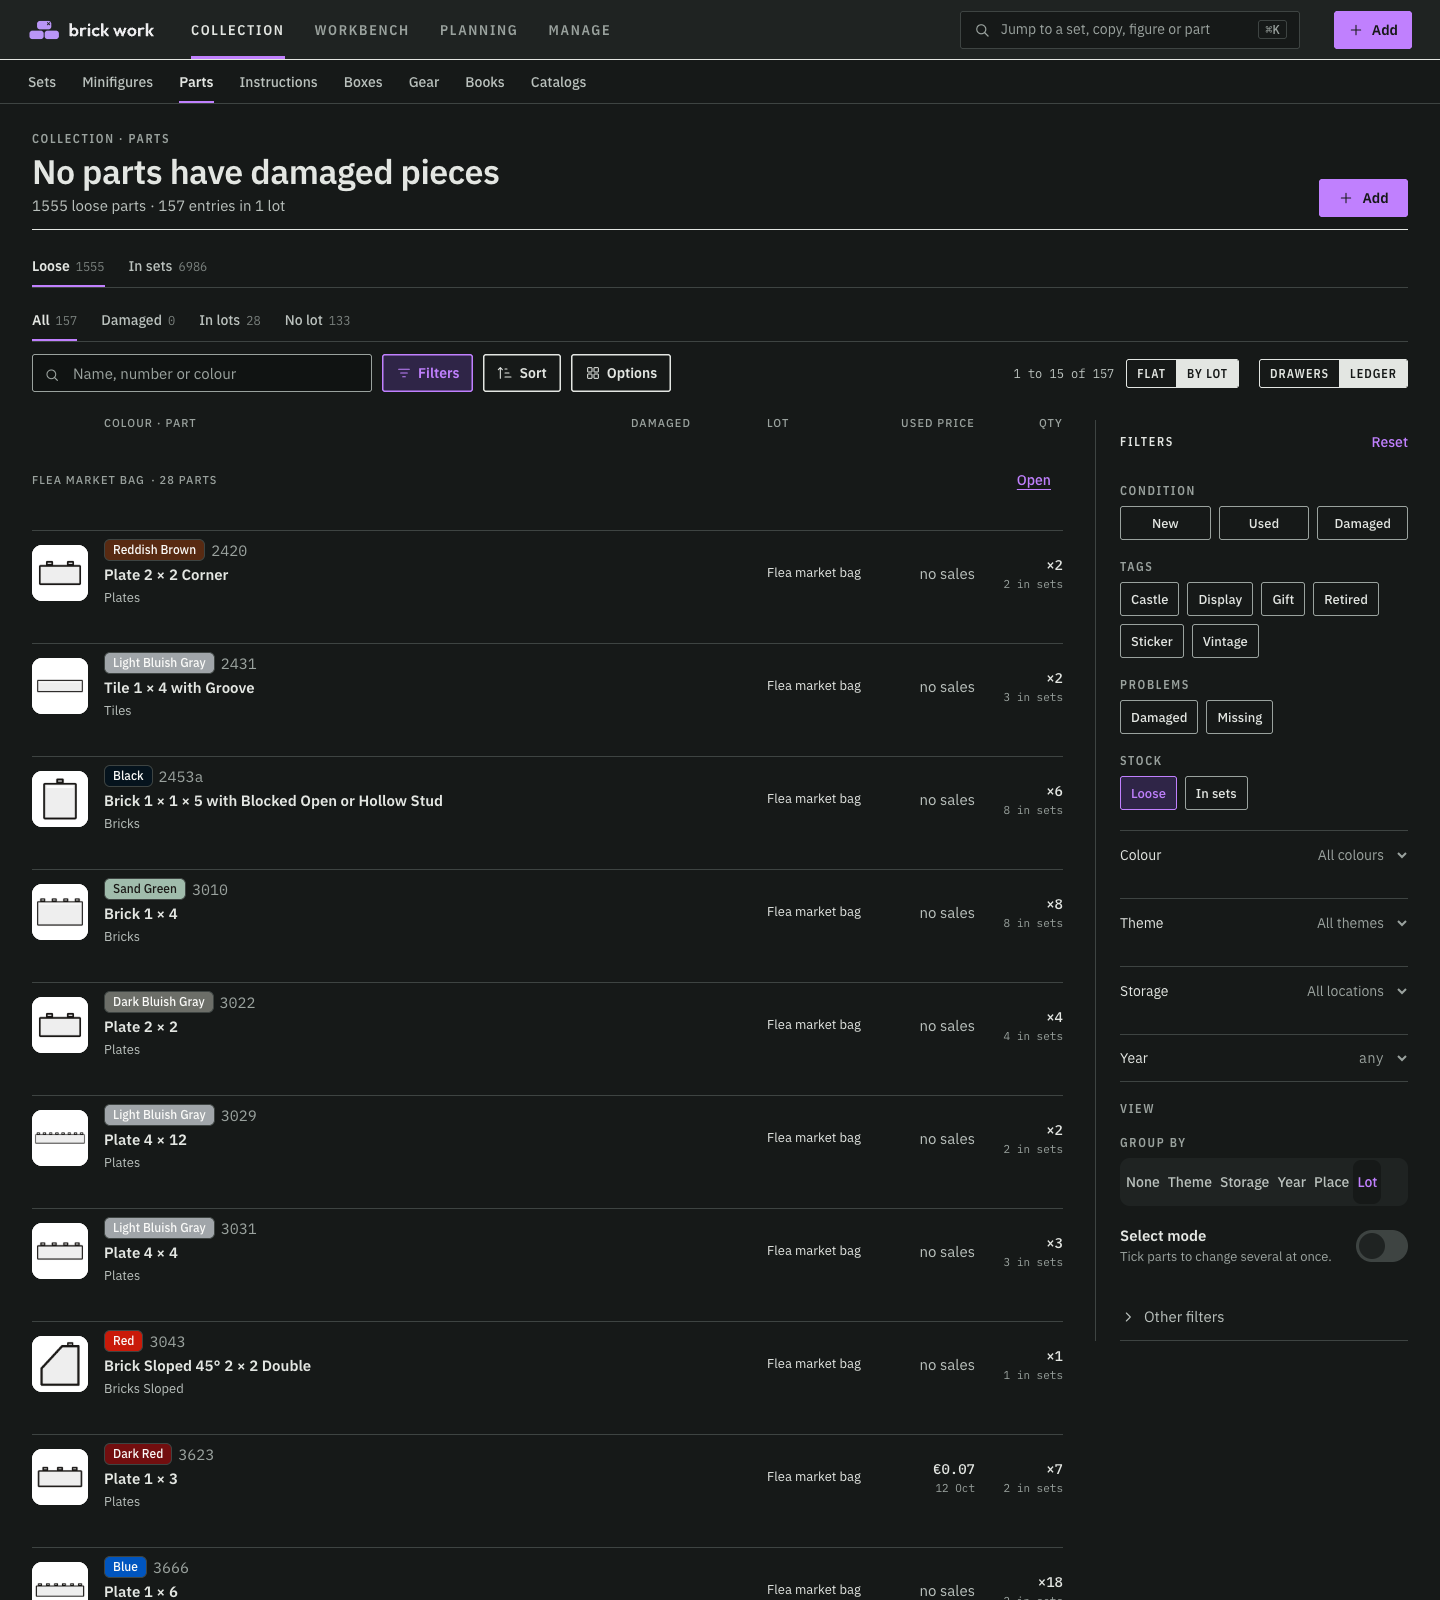 brick work COLLECTION WORKBENCH PLANNING MANAGE Jump to a set, copy, figure or part ⌘K + Add
Sets Minifigures Parts Instructions Boxes Gear Books Catalogs
COLLECTION · PARTS
No parts have damaged pieces
1555 loose parts · 157 entries in 1 lot
+ Add
Loose 1555 In sets 6986
All 157 Damaged 0 In lots 28 No lot 133
Name, number or colour Filters Sort Options 1 to 15 of 157 FLAT BY LOT DRAWERS LEDGER
COLOUR · PART DAMAGED LOT USED PRICE QTY
FLEA MARKET BAG · 28 PARTS Open
Reddish Brown 2420
Plate 2 × 2 Corner
Plates
Flea market bag no sales ×2
2 in sets
Light Bluish Gray 2431
Tile 1 × 4 with Groove
Tiles
Flea market bag no sales ×2
3 in sets
Black 2453a
Brick 1 × 1 × 5 with Blocked Open or Hollow Stud
Bricks
Flea market bag no sales ×6
8 in sets
Sand Green 3010
Brick 1 × 4
Bricks
Flea market bag no sales ×8
8 in sets
Dark Bluish Gray 3022
Plate 2 × 2
Plates
Flea market bag no sales ×4
4 in sets
Light Bluish Gray 3029
Plate 4 × 12
Plates
Flea market bag no sales ×2
2 in sets
Light Bluish Gray 3031
Plate 4 × 4
Plates
Flea market bag no sales ×3
3 in sets
Red 3043
Brick Sloped 45° 2 × 2 Double
Bricks Sloped
Flea market bag no sales ×1
1 in sets
Dark Red 3623
Plate 1 × 3
Plates
Flea market bag €0.07 ×7
12 Oct 2 in sets
Blue 3666
Plate 1 × 6
Flea market bag no sales ×18
FILTERS Reset
CONDITION
New Used Damaged
TAGS
Castle Display Gift Retired
Sticker Vintage
PROBLEMS
Damaged Missing
STOCK
Loose In sets
Colour All colours
Theme All themes
Storage All locations
Year any
VIEW
GROUP BY
None Theme Storage Year Place Lot
Select mode
Tick parts to change several at once.
Other filters